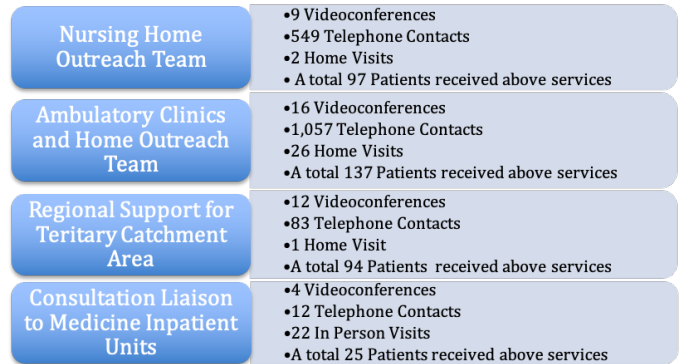 Nursing Home
Outreach Team
•9 Videoconferences
•549 Telephone Contacts
•2 Home Visits
• A total 97 Patients received above services
Ambulatory Clinics
and Home Outreach
Team
•16 Videoconferences
•1,057 Telephone Contacts
•26 Home Visits
•A total 137 Patients received above services
Regional Support for
Teritary Catchment
Area
•12 Videoconferences
•83 Telephone Contacts
•1 Home Visit
•A total 94 Patients received above services
Consultation Liaison
to Medicine Inpatient
Units
•4 Videoconferences
•12 Telephone Contacts
•22 In Person Visits
•A total 25 Patients received above services